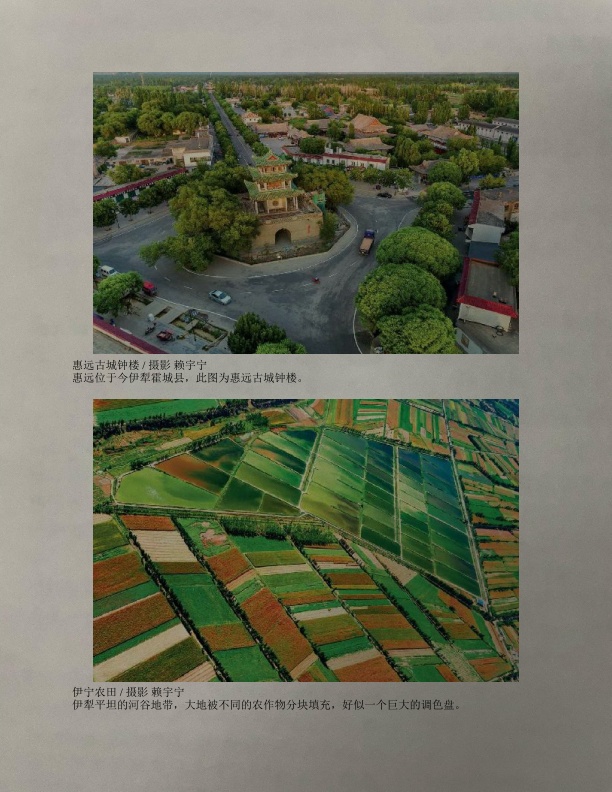 惠远古城钟楼 / 摄影 赖宇宁
惠远位于今伊犁霍城县，此图为惠远古城钟楼。
伊宁农田 / 摄影 赖宇宁
伊犁平坦的河谷地带，大地被不同的农作物分块填充，好似一个巨大的调色盘。